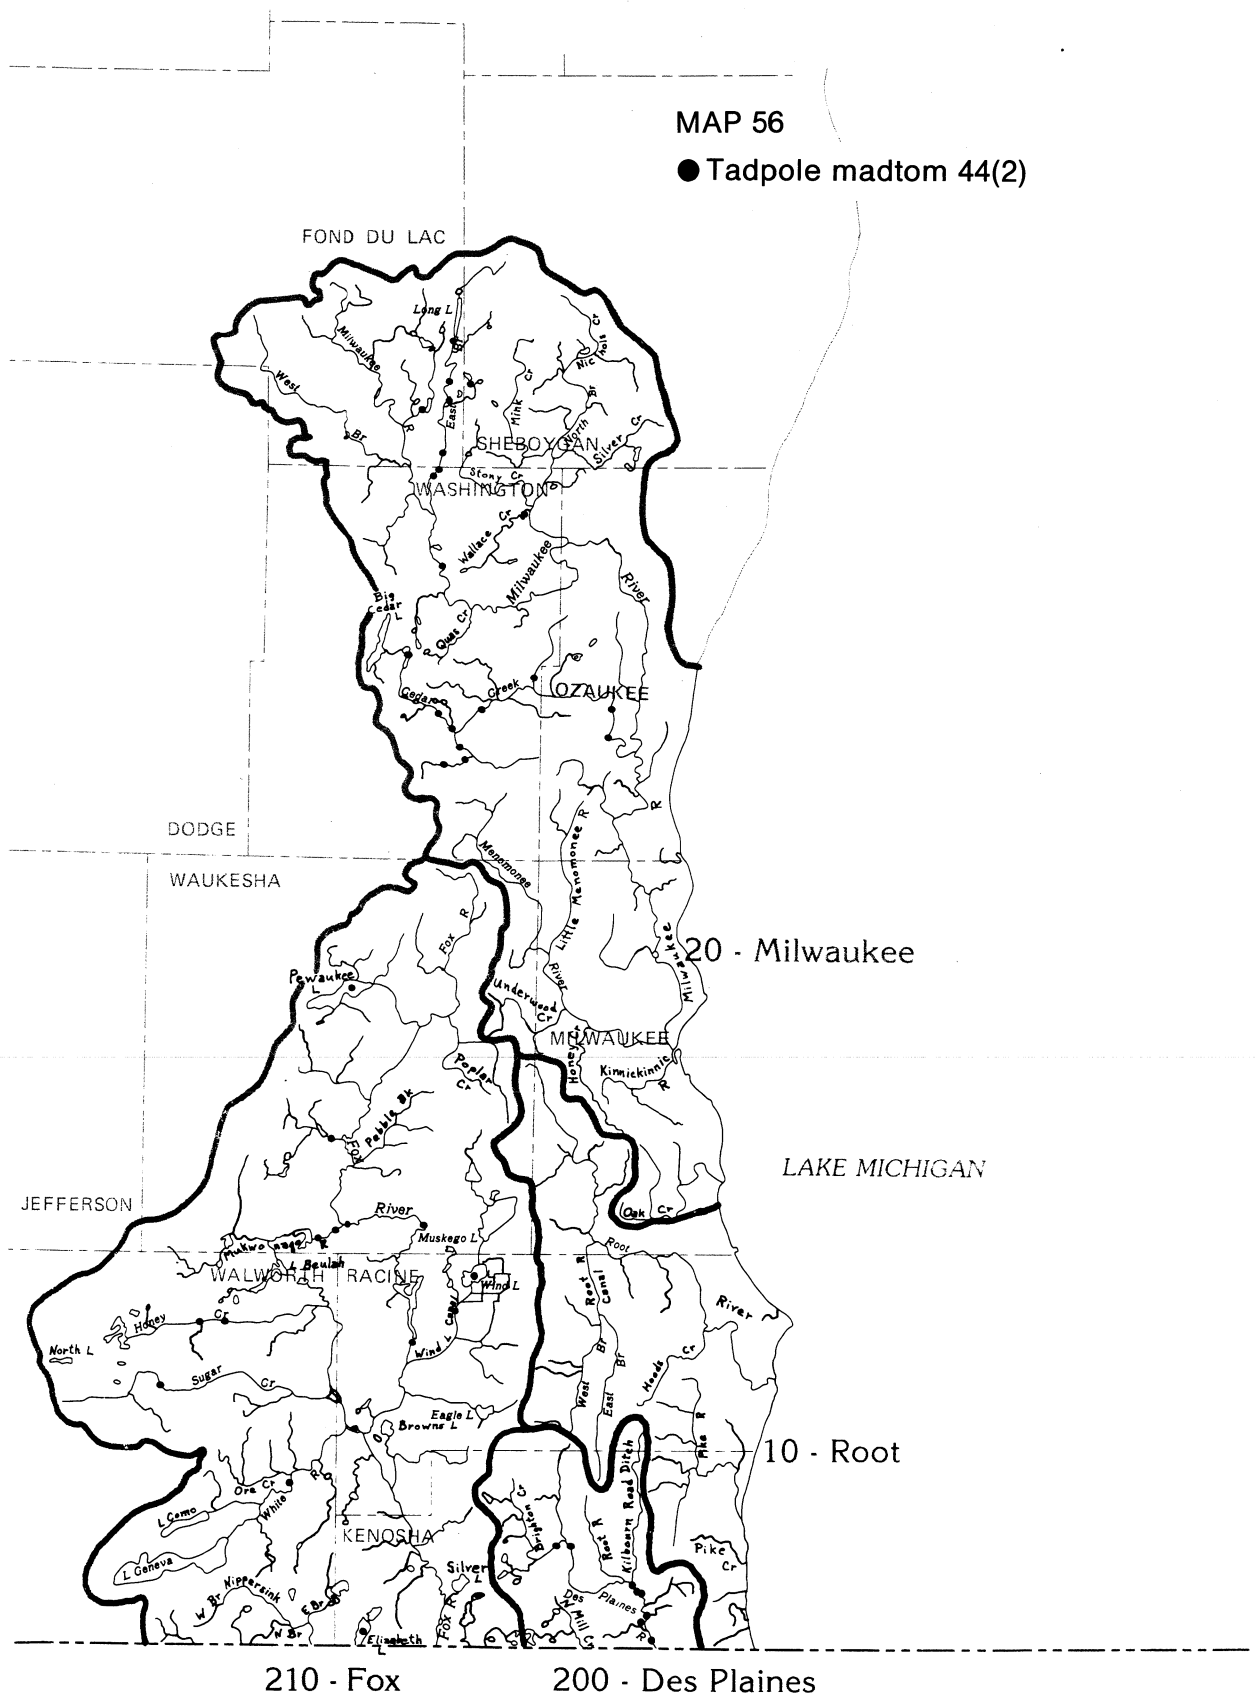 MAP 56
● Tadpole madtom 44(2)
FOND DU LAC
Long L
Milwaukee
R
West
Br
East
Br
Mink Cr
Nichols Cr
North
Br
Silver Cr
SHEBOYGAN
Stony Cr
WASHINGTON
Wallace Cr
Milwaukee
River
Big
Cedar
L
Quas Cr
Cedar
Creek
OZAUKEE
R
DODGE
WAUKESHA
Menomonee
River
Little Menomonee R
Fox R
Milwaukee
20 - Milwaukee
Pewaukee
L
Underwood
Cr
MILWAUKEE
Honey Cr
Kinnickinnic
R
Poplar
Cr
Pebble Bk
Fox
LAKE MICHIGAN
JEFFERSON
Oak Cr
River
Muskego L
Mukwonago R
L Beulah
WALWORTH
RACINE
Wind L
Wind L Canal
Root
River
Root R
Canal
Honey Cr
North L
Sugar Cr
Hoods Cr
West Br
East Br
Eagle L
Browns L
Pike R
10 - Root
Ore Cr
White
R
L Como
L Geneva
KENOSHA
Silver
L
Brighton Cr
Root R
Kilbourn Road Ditch
Pike
Cr
W Br
Nippersink
E Br
N Br
Fox R
Elizabeth
L
Des Plaines
R
N Mill Cr
210 - Fox
200 - Des Plaines